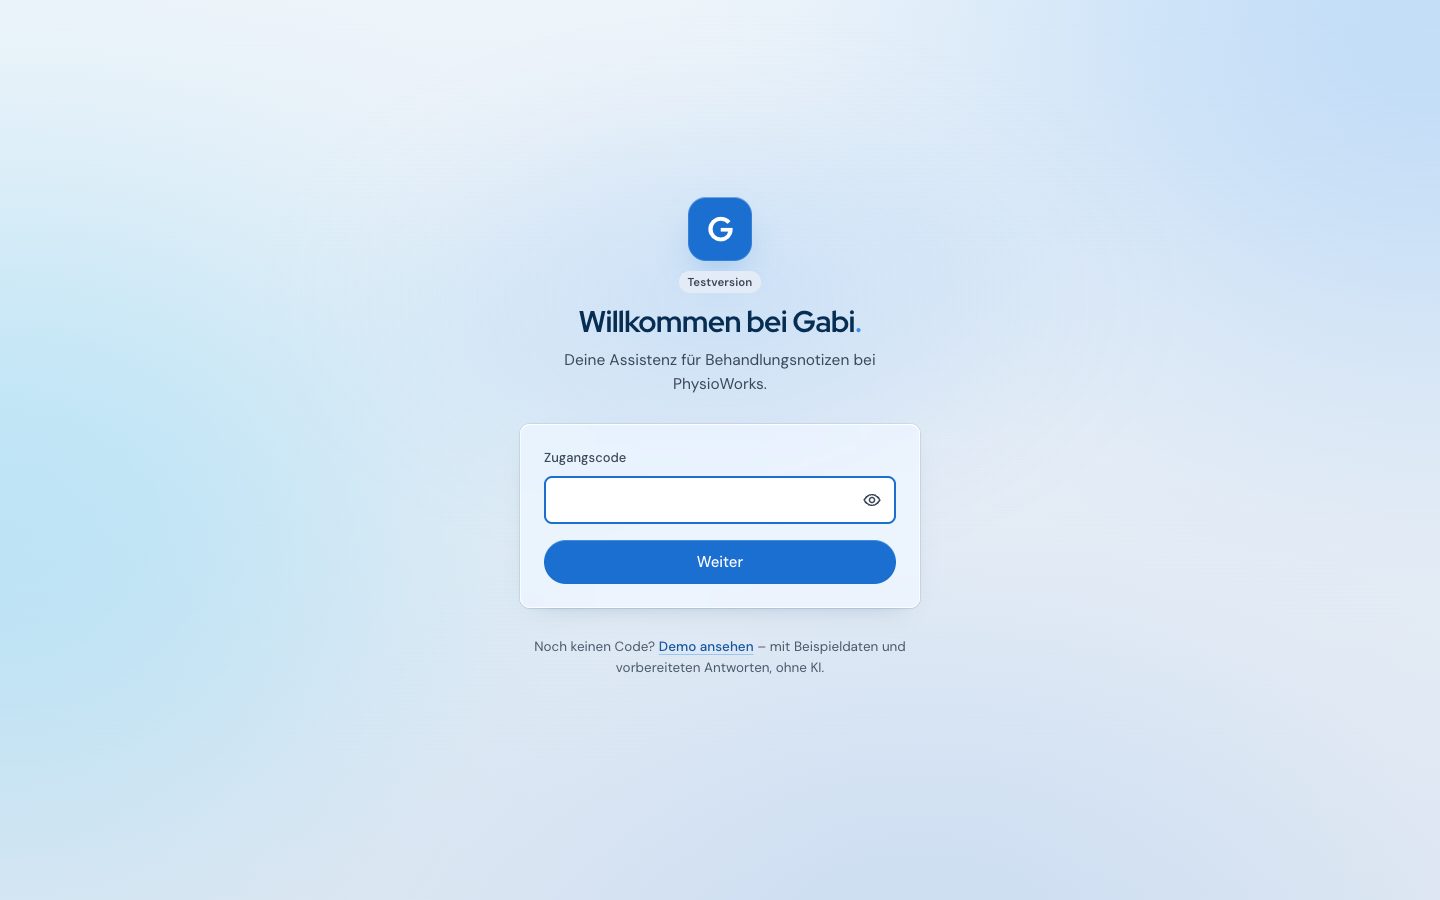 G
Testversion
Willkommen bei Gabi.
Deine Assistenz für Behandlungsnotizen bei
PhysioWorks.
Zugangscode
Weiter
Noch keinen Code? Demo ansehen – mit Beispieldaten und
vorbereiteten Antworten, ohne KI.